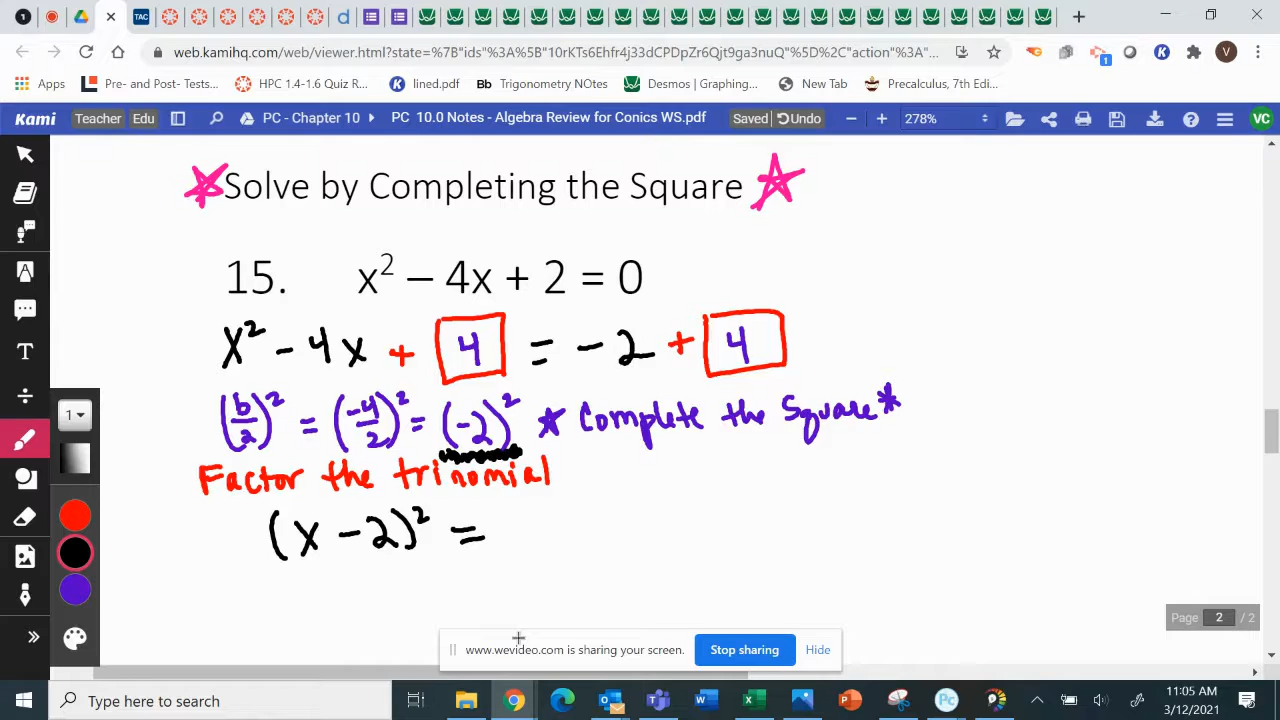 web.kamihq.com/web/viewer.html?state=%7B"ids"%3A%5B"10rKTs6Ehfr4j33dCPDpZr6Qjt9ga3nuQ"%5D%2C"action"%3A"...
Apps Pre- and Post- Tests... HPC 1.4-1.6 Quiz R... lined.pdf Bb Trigonometry NOtes Desmos | Graphing... New Tab Precalculus, 7th Edi...
Kami Teacher Edu PC - Chapter 10 PC 10.0 Notes - Algebra Review for Conics WS.pdf Saved Undo 278% VC
Solve by Completing the Square
15. x² – 4x + 2 = 0
x² - 4x + 4 = -2 + 4
(b/2)² = (-4/2)² = (-2)² * Complete the Square*
Factor the trinomial
(x - 2)² =
Page 2 / 2
www.wevideo.com is sharing your screen. Stop sharing Hide
Type here to search
11:05 AM
3/12/2021